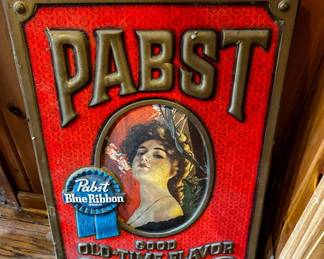 PABST
Pabst
Blue Ribbon
GOOD
OLD-TIME FLAVOR